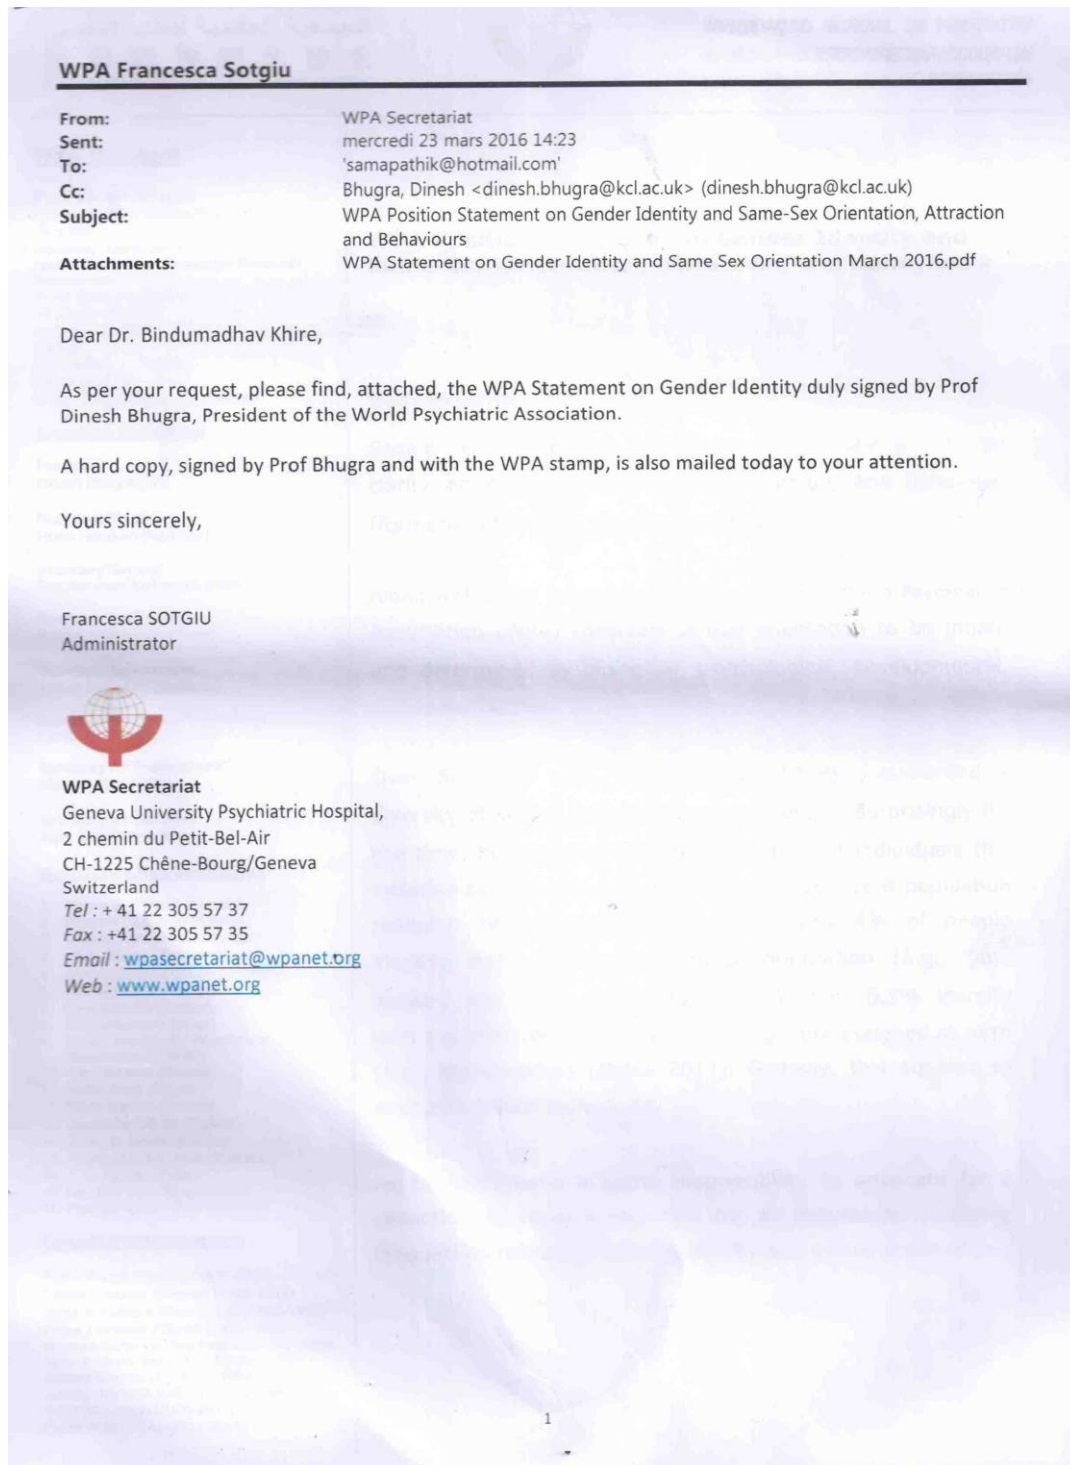 WPA Francesca Sotgiu
From: WPA Secretariat
Sent: mercredi 23 mars 2016 14:23
To: 'samapathik@hotmail.com'
Cc: Bhugra, Dinesh <dinesh.bhugra@kcl.ac.uk> (dinesh.bhugra@kcl.ac.uk)
Subject: WPA Position Statement on Gender Identity and Same-Sex Orientation, Attraction
and Behaviours
Attachments: WPA Statement on Gender Identity and Same Sex Orientation March 2016.pdf
Dear Dr. Bindumadhav Khire,
As per your request, please find, attached, the WPA Statement on Gender Identity duly signed by Prof
Dinesh Bhugra, President of the World Psychiatric Association.
A hard copy, signed by Prof Bhugra and with the WPA stamp, is also mailed today to your attention.
Yours sincerely,
Francesca SOTGIU
Administrator
WPA Secretariat
Geneva University Psychiatric Hospital,
2 chemin du Petit-Bel-Air
CH-1225 Chêne-Bourg/Geneva
Switzerland
Tel : + 41 22 305 57 37
Fax : +41 22 305 57 35
Email : wpasecretariat@wpanet.org
Web : www.wpanet.org
1